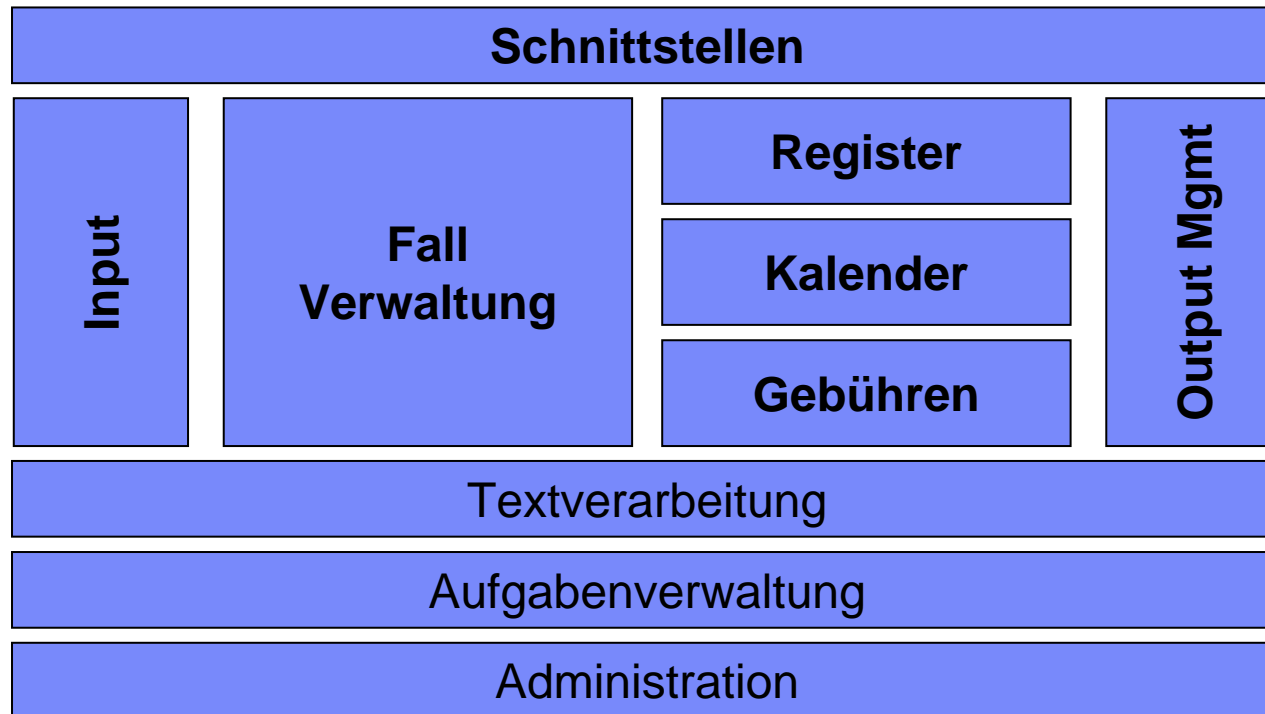 Schnittstellen
Input
Fall
Verwaltung
Register
Kalender
Gebühren
Output Mgmt
Textverarbeitung
Aufgabenverwaltung
Administration